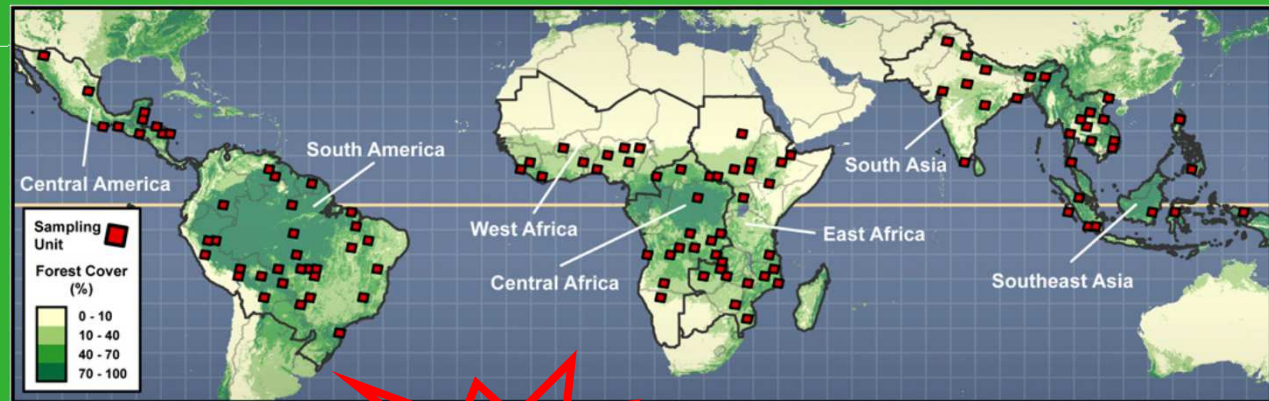 South America
Central America
South Asia
West Africa
East Africa
Central Africa
Southeast Asia
Sampling
Unit
Forest Cover
(%)
0 - 10
10 - 40
40 - 70
70 - 100